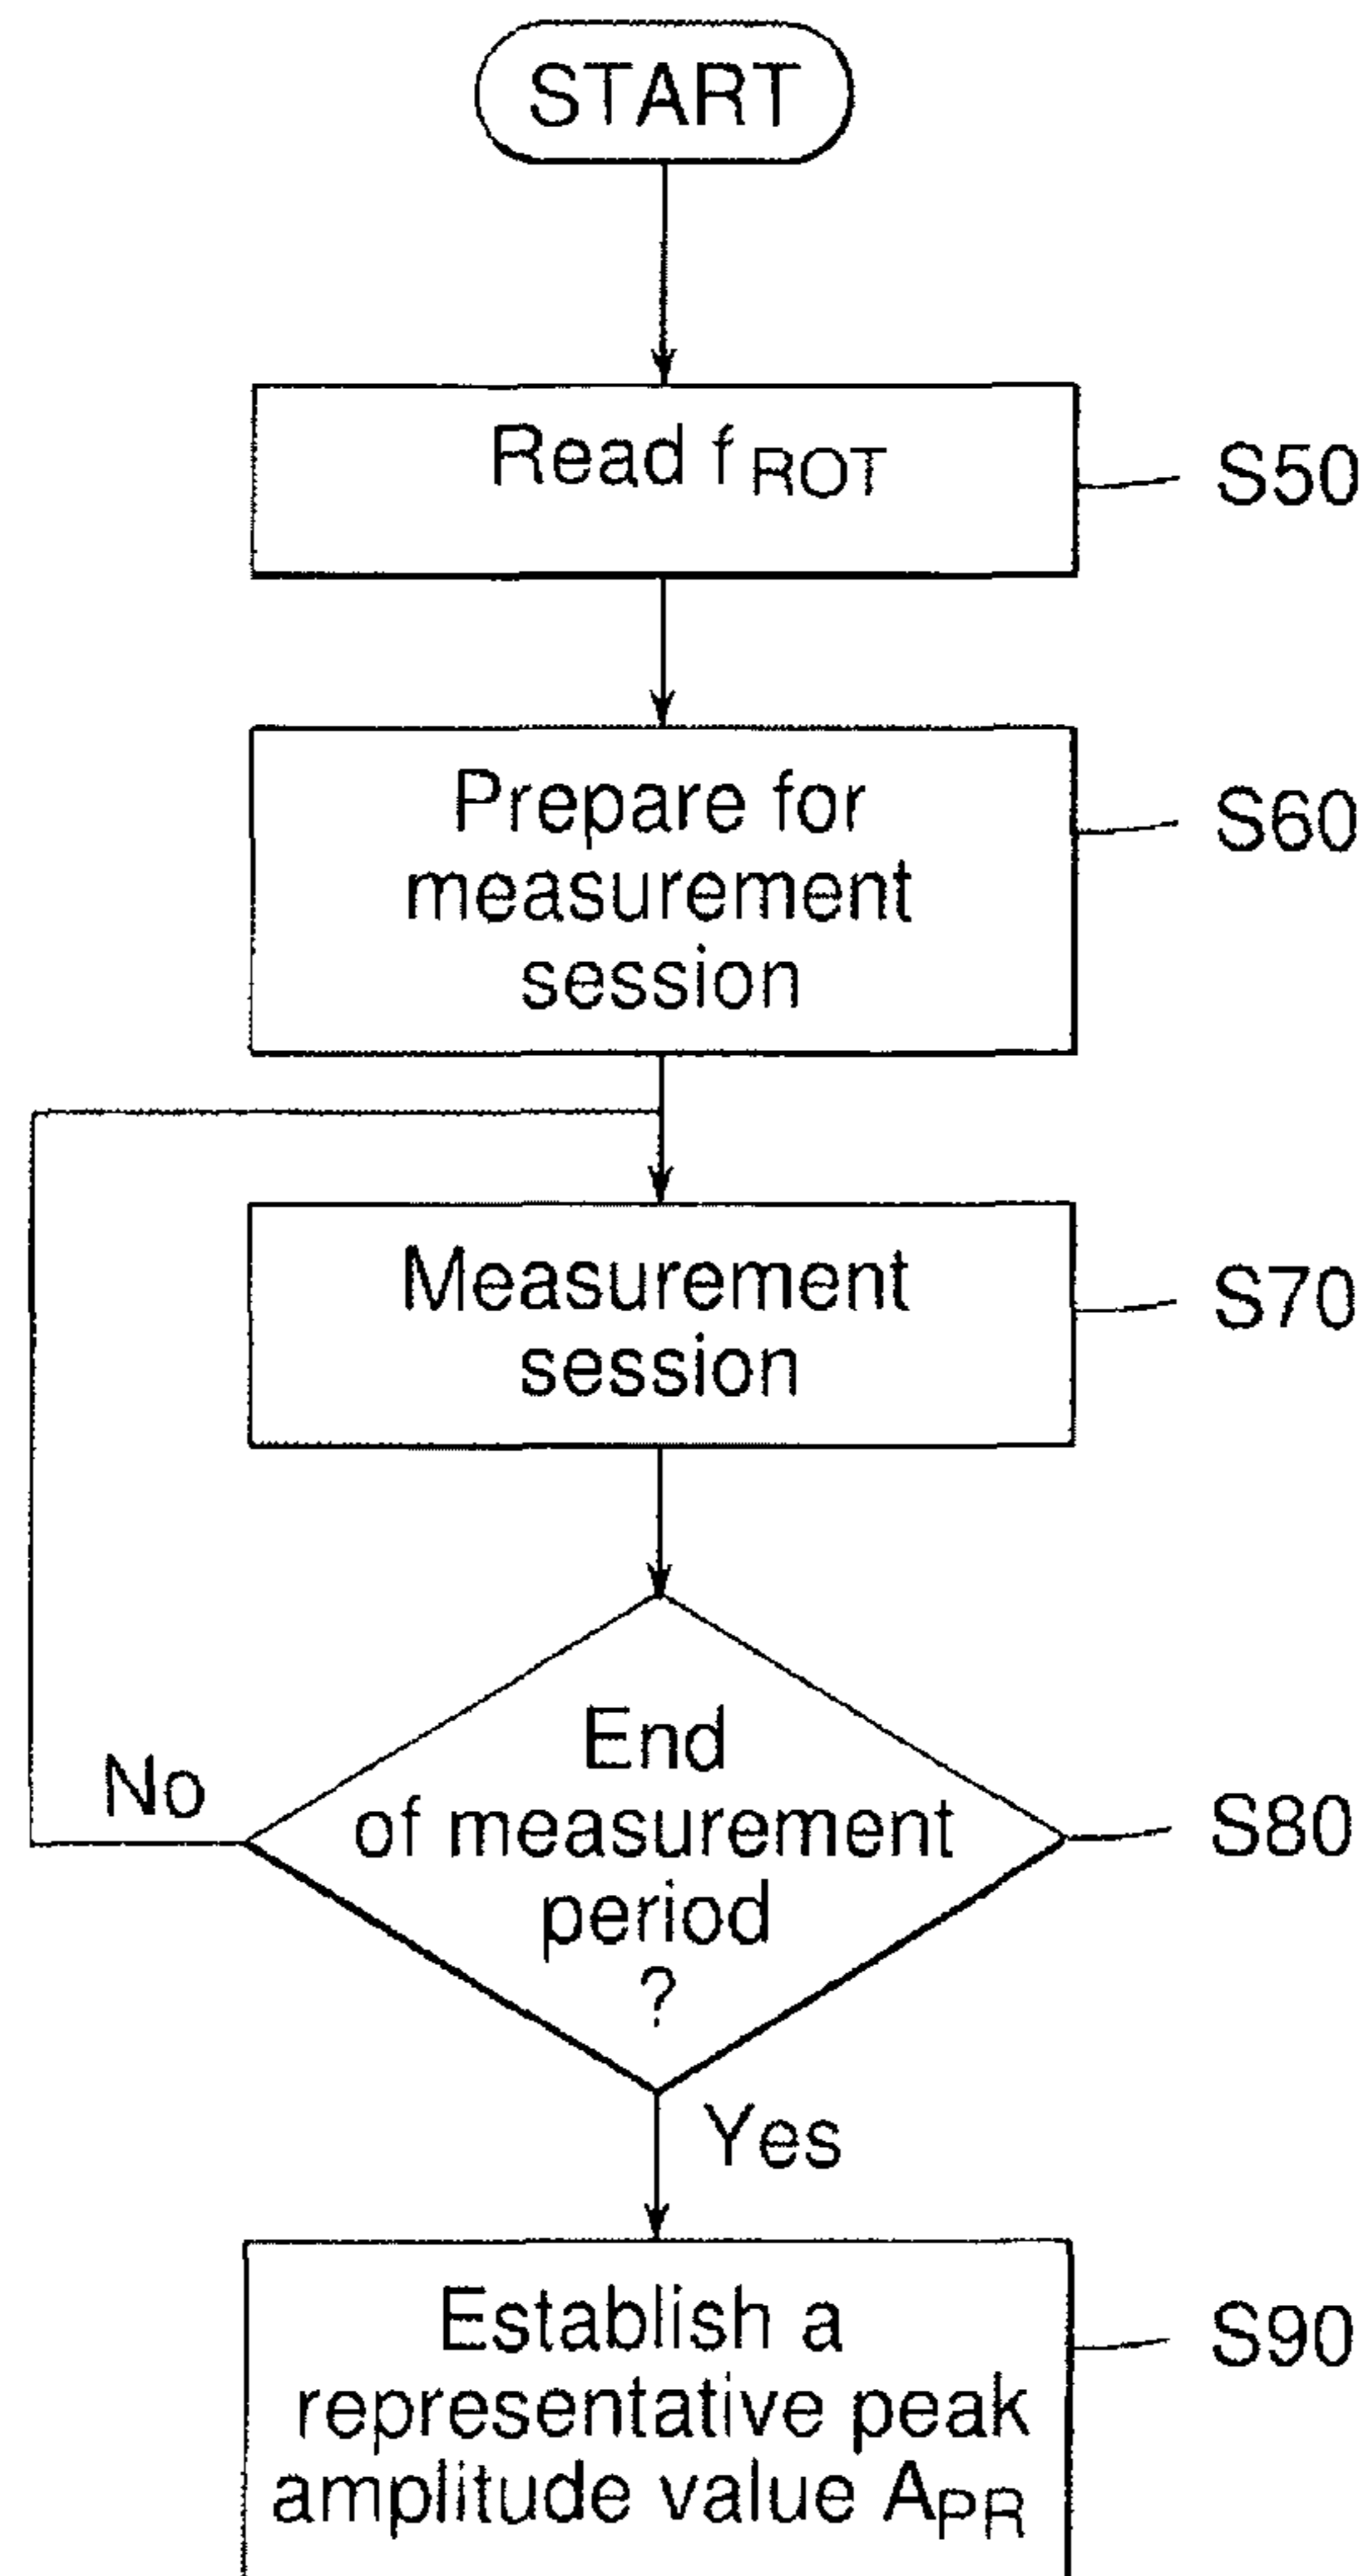 START
Read f ROT
S50
Prepare for
measurement
session
S60
Measurement
session
S70
End
of measurement
period
?
S80
No
Yes
Establish a
representative peak
amplitude value APR
S90